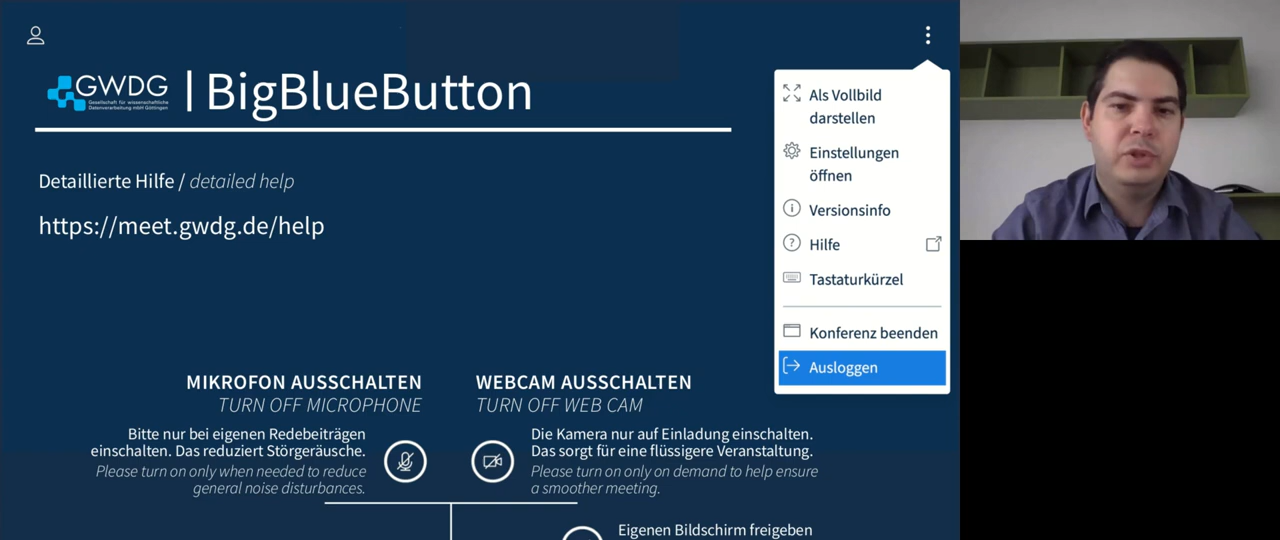 GWDG
Gesellschaft für wissenschaftliche
Datenverarbeitung mbH Göttingen
| BigBlueButton
Detaillierte Hilfe / detailed help
https://meet.gwdg.de/help
Als Vollbild
darstellen
Einstellungen
öffnen
Versionsinfo
Hilfe
Tastaturkürzel
Konferenz beenden
Ausloggen
MIKROFON AUSSCHALTEN
TURN OFF MICROPHONE
Bitte nur bei eigenen Redebeiträgen
einschalten. Das reduziert Störgeräusche.
Please turn on only when needed to reduce
general noise disturbances.
WEBCAM AUSSCHALTEN
TURN OFF WEB CAM
Die Kamera nur auf Einladung einschalten.
Das sorgt für eine flüssigere Veranstaltung.
Please turn on only on demand to help ensure
a smoother meeting.
Eigenen Bildschirm freigeben